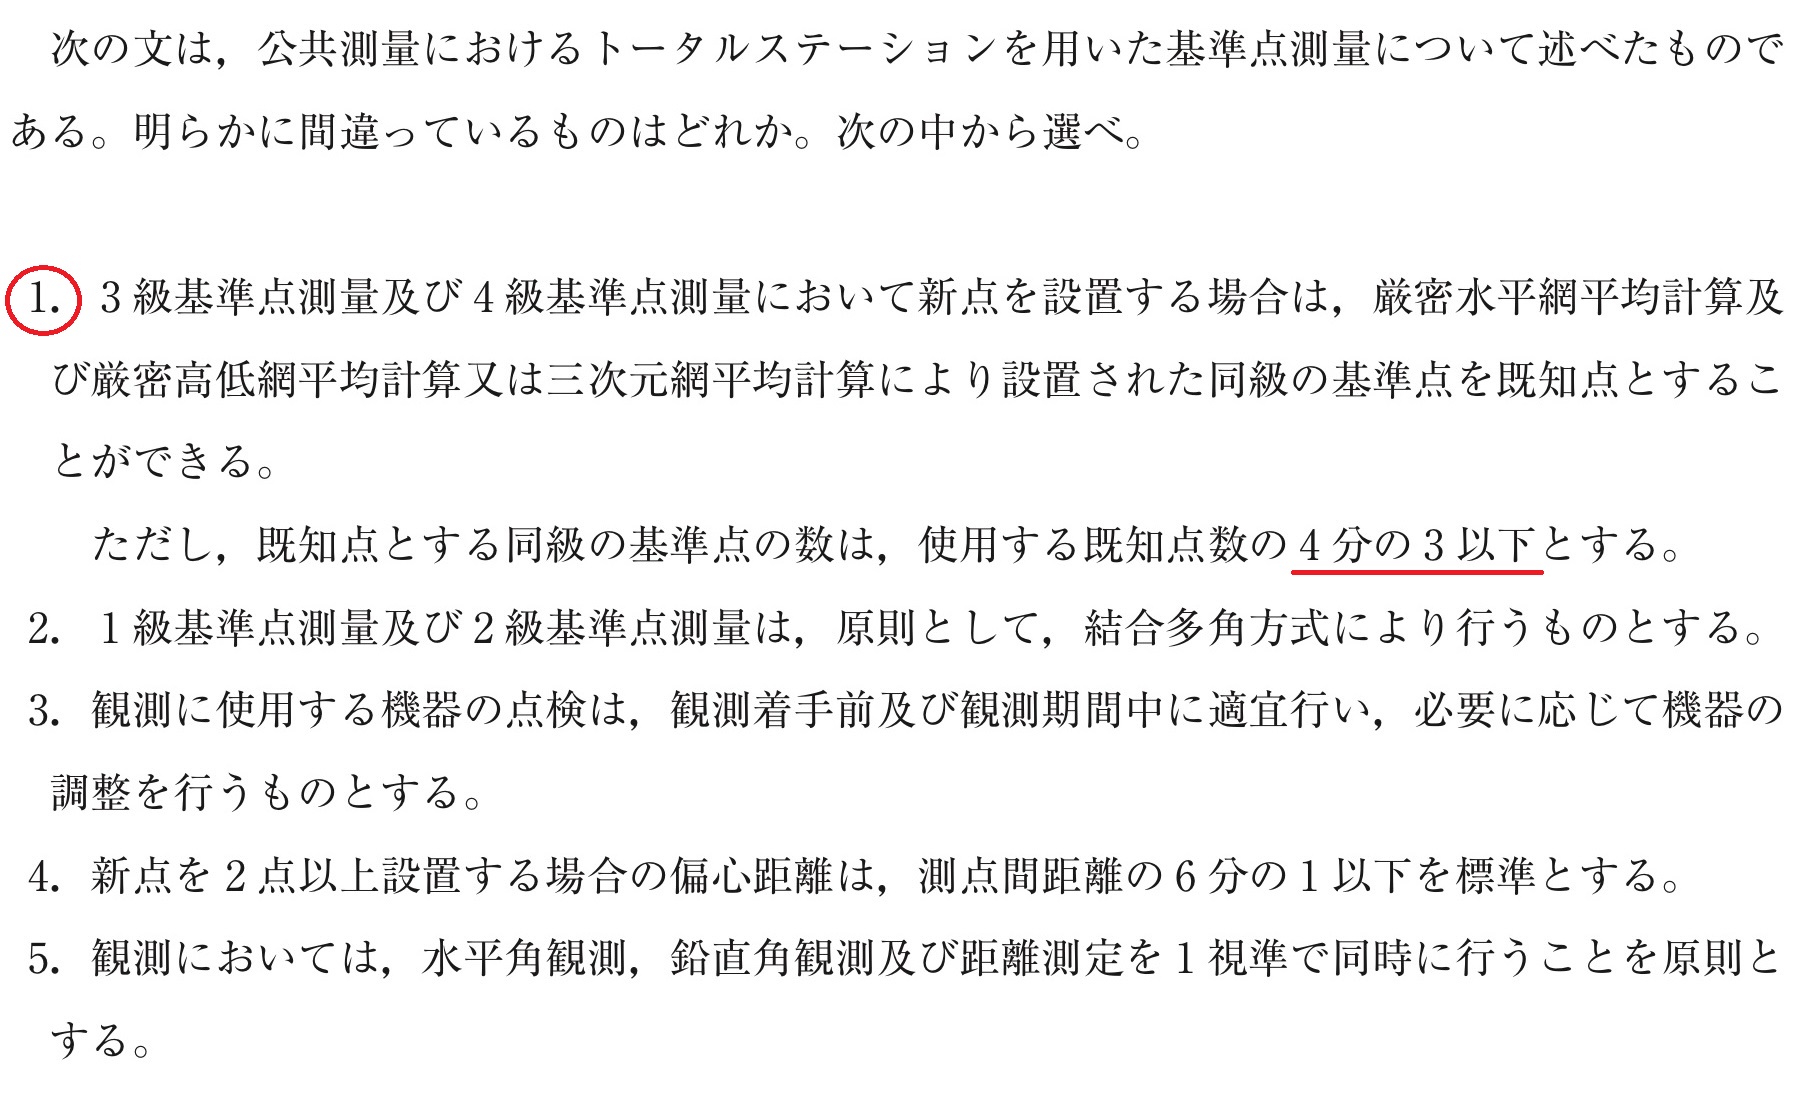 次の文は，公共測量におけるトータルステーションを用いた基準点測量について述べたもので
ある。明らかに間違っているものはどれか。次の中から選べ。
1．3級基準点測量及び4級基準点測量において新点を設置する場合は，厳密水平網平均計算及
び厳密高低網平均計算又は三次元網平均計算により設置された同級の基準点を既知点とするこ
とができる。
ただし，既知点とする同級の基準点の数は，使用する既知点数の4分の3以下とする。
2．1級基準点測量及び2級基準点測量は，原則として，結合多角方式により行うものとする。
3．観測に使用する機器の点検は，観測着手前及び観測期間中に適宜行い，必要に応じて機器の
調整を行うものとする。
4．新点を2点以上設置する場合の偏心距離は，測点間距離の6分の1以下を標準とする。
5．観測においては，水平角観測，鉛直角観測及び距離測定を1視準で同時に行うことを原則と
する。